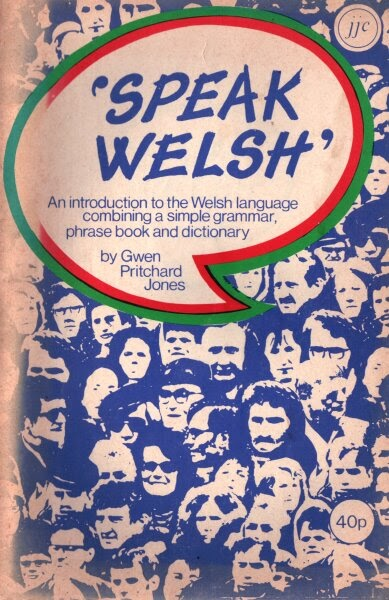 jjc
'SPEAK
WELSH'
An introduction to the Welsh language
combining a simple grammar,
phrase book and dictionary
by Gwen
Pritchard
Jones
40p